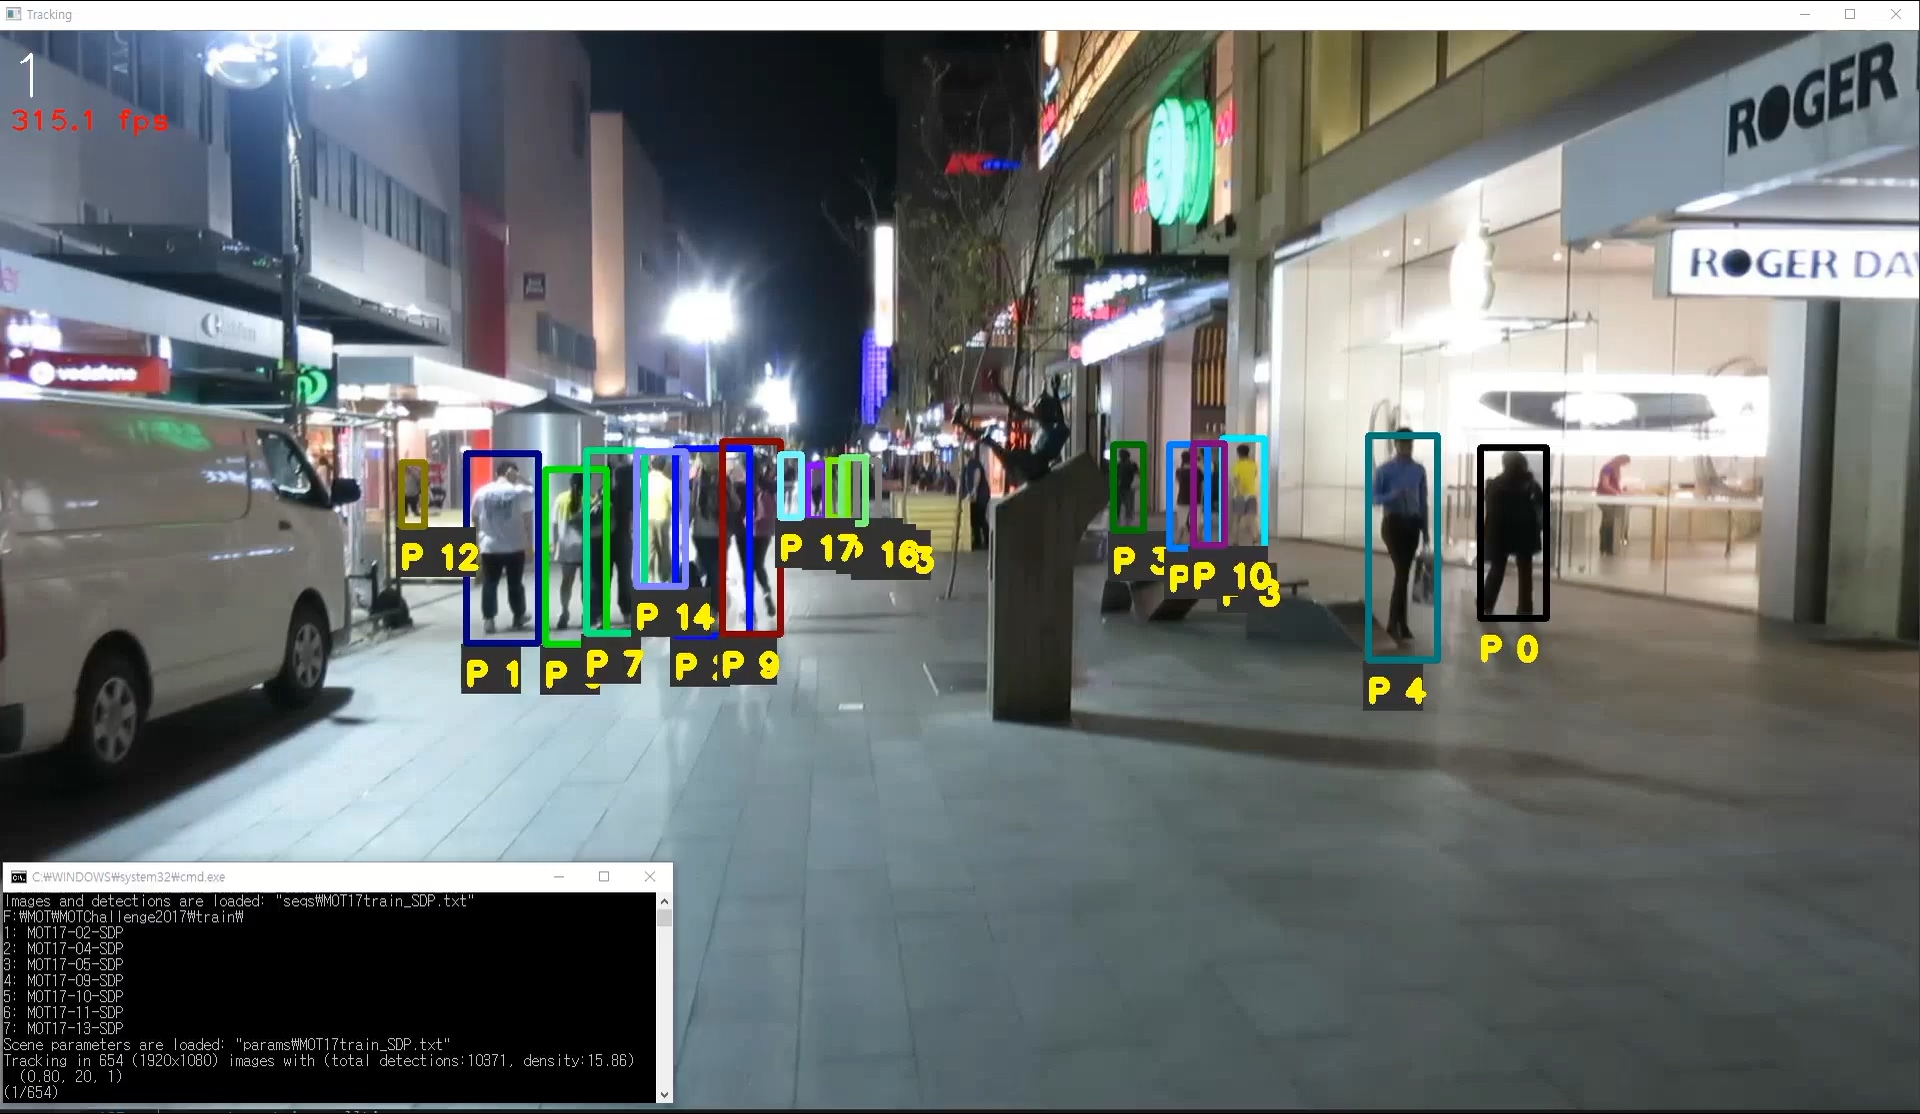 Tracking
1
315.1 fps
ROGER
ROGER DA
vodafone
P 12
P 1
P
P 7
P 14
P
P 9
P 17
16
P 3
P
P 10
3
P 4
P 0
C:₩WINDOWS₩system32₩cmd.exe
Images and detections are loaded: "seqs₩MOT17train_SDP.txt"
F:₩MOT₩MOTChallenge2017₩train₩
1: MOT17-02-SDP
2: MOT17-04-SDP
3: MOT17-05-SDP
4: MOT17-09-SDP
5: MOT17-10-SDP
6: MOT17-11-SDP
7: MOT17-13-SDP
Scene parameters are loaded: "params₩MOT17train_SDP.txt"
Tracking in 654 (1920x1080) images with (total detections:10371, density:15.86)
(0.80, 20, 1)
(1/654)